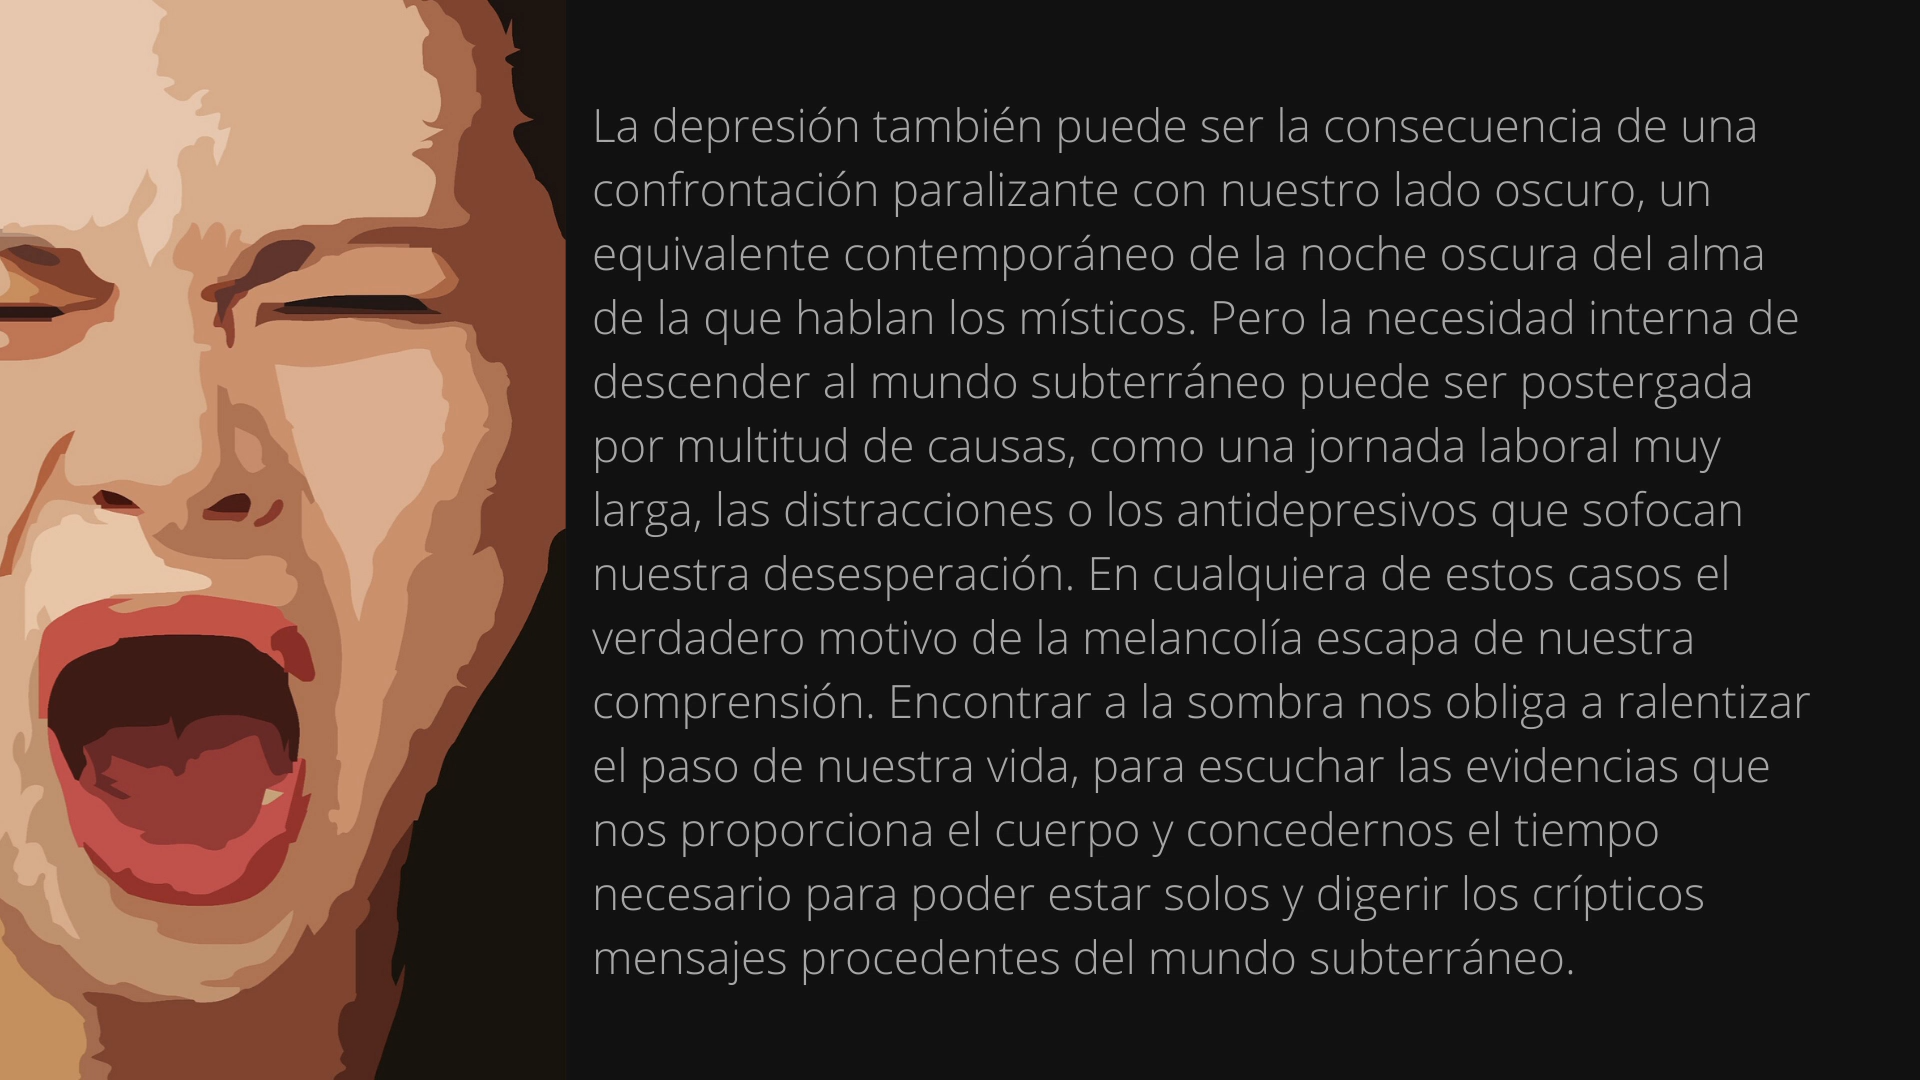 La depresión también puede ser la consecuencia de una
confrontación paralizante con nuestro lado oscuro, un
equivalente contemporáneo de la noche oscura del alma
de la que hablan los místicos. Pero la necesidad interna de
descender al mundo subterráneo puede ser postergada
por multitud de causas, como una jornada laboral muy
larga, las distracciones o los antidepresivos que sofocan
nuestra desesperación. En cualquiera de estos casos el
verdadero motivo de la melancolía escapa de nuestra
comprensión. Encontrar a la sombra nos obliga a ralentizar
el paso de nuestra vida, para escuchar las evidencias que
nos proporciona el cuerpo y concedernos el tiempo
necesario para poder estar solos y digerir los crípticos
mensajes procedentes del mundo subterráneo.